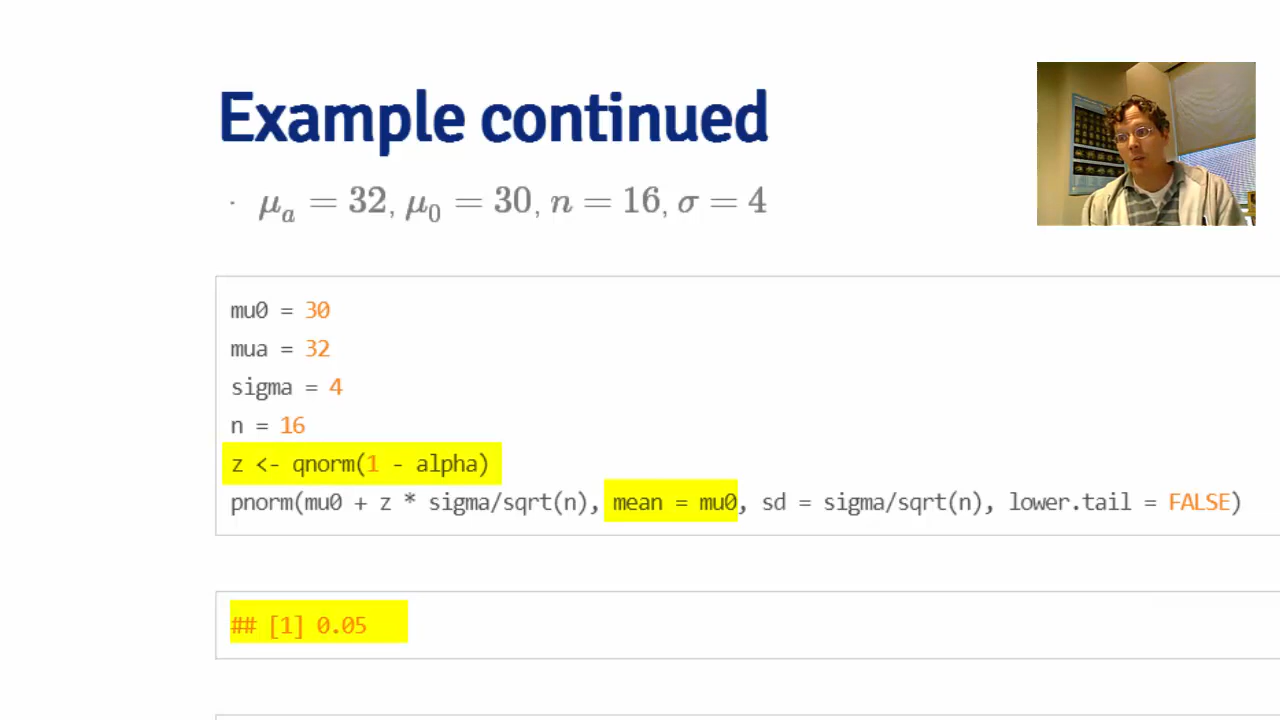 Example continued
· μₐ = 32, μ₀ = 30, n = 16, σ = 4
mu0 = 30
mua = 32
sigma = 4
n = 16
z <- qnorm(1 - alpha)
pnorm(mu0 + z * sigma/sqrt(n), mean = mu0, sd = sigma/sqrt(n), lower.tail = FALSE)
## [1] 0.05